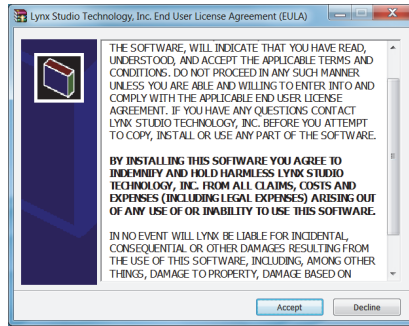 Lynx Studio Technology, Inc. End User License Agreement (EULA)
THE SOFTWARE, WILL INDICATE THAT YOU HAVE READ,
UNDERSTOOD, AND ACCEPT THE APPLICABLE TERMS AND
CONDITIONS. DO NOT PROCEED IN ANY SUCH MANNER
UNLESS YOU ARE ABLE AND WILLING TO ENTER INTO AND
COMPLY WITH THE APPLICABLE END USER LICENSE
AGREEMENT. IF YOU HAVE ANY QUESTIONS CONTACT
LYNX STUDIO TECHNOLOGY, INC. BEFORE YOU ATTEMPT
TO COPY, INSTALL OR USE ANY PART OF THE SOFTWARE.
BY INSTALLING THIS SOFTWARE YOU AGREE TO
INDEMNIFY AND HOLD HARMLESS LYNX STUDIO
TECHNOLOGY, INC. FROM ALL CLAIMS, COSTS AND
EXPENSES (INCLUDING LEGAL EXPENSES) ARISING OUT
OF ANY USE OF OR INABILITY TO USE THIS SOFTWARE.
IN NO EVENT WILL LYNX BE LIABLE FOR INCIDENTAL,
CONSEQUENTIAL OR OTHER DAMAGES RESULTING FROM
THE USE OF THIS SOFTWARE, INCLUDING, AMONG OTHER
THINGS, DAMAGE TO PROPERTY, DAMAGE BASED ON
Accept Decline